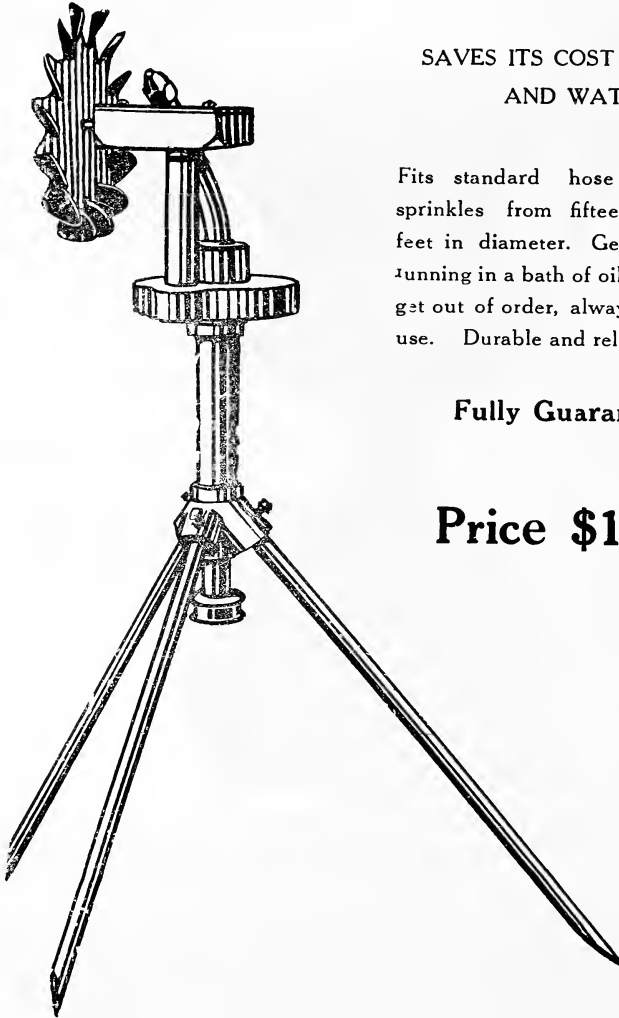 SAVES ITS COST
AND WAT
Fits standard hose
sprinkles from fiftee
feet in diameter. Ge
running in a bath of oil
get out of order, alway
use. Durable and rel
Fully Guaran
Price $1